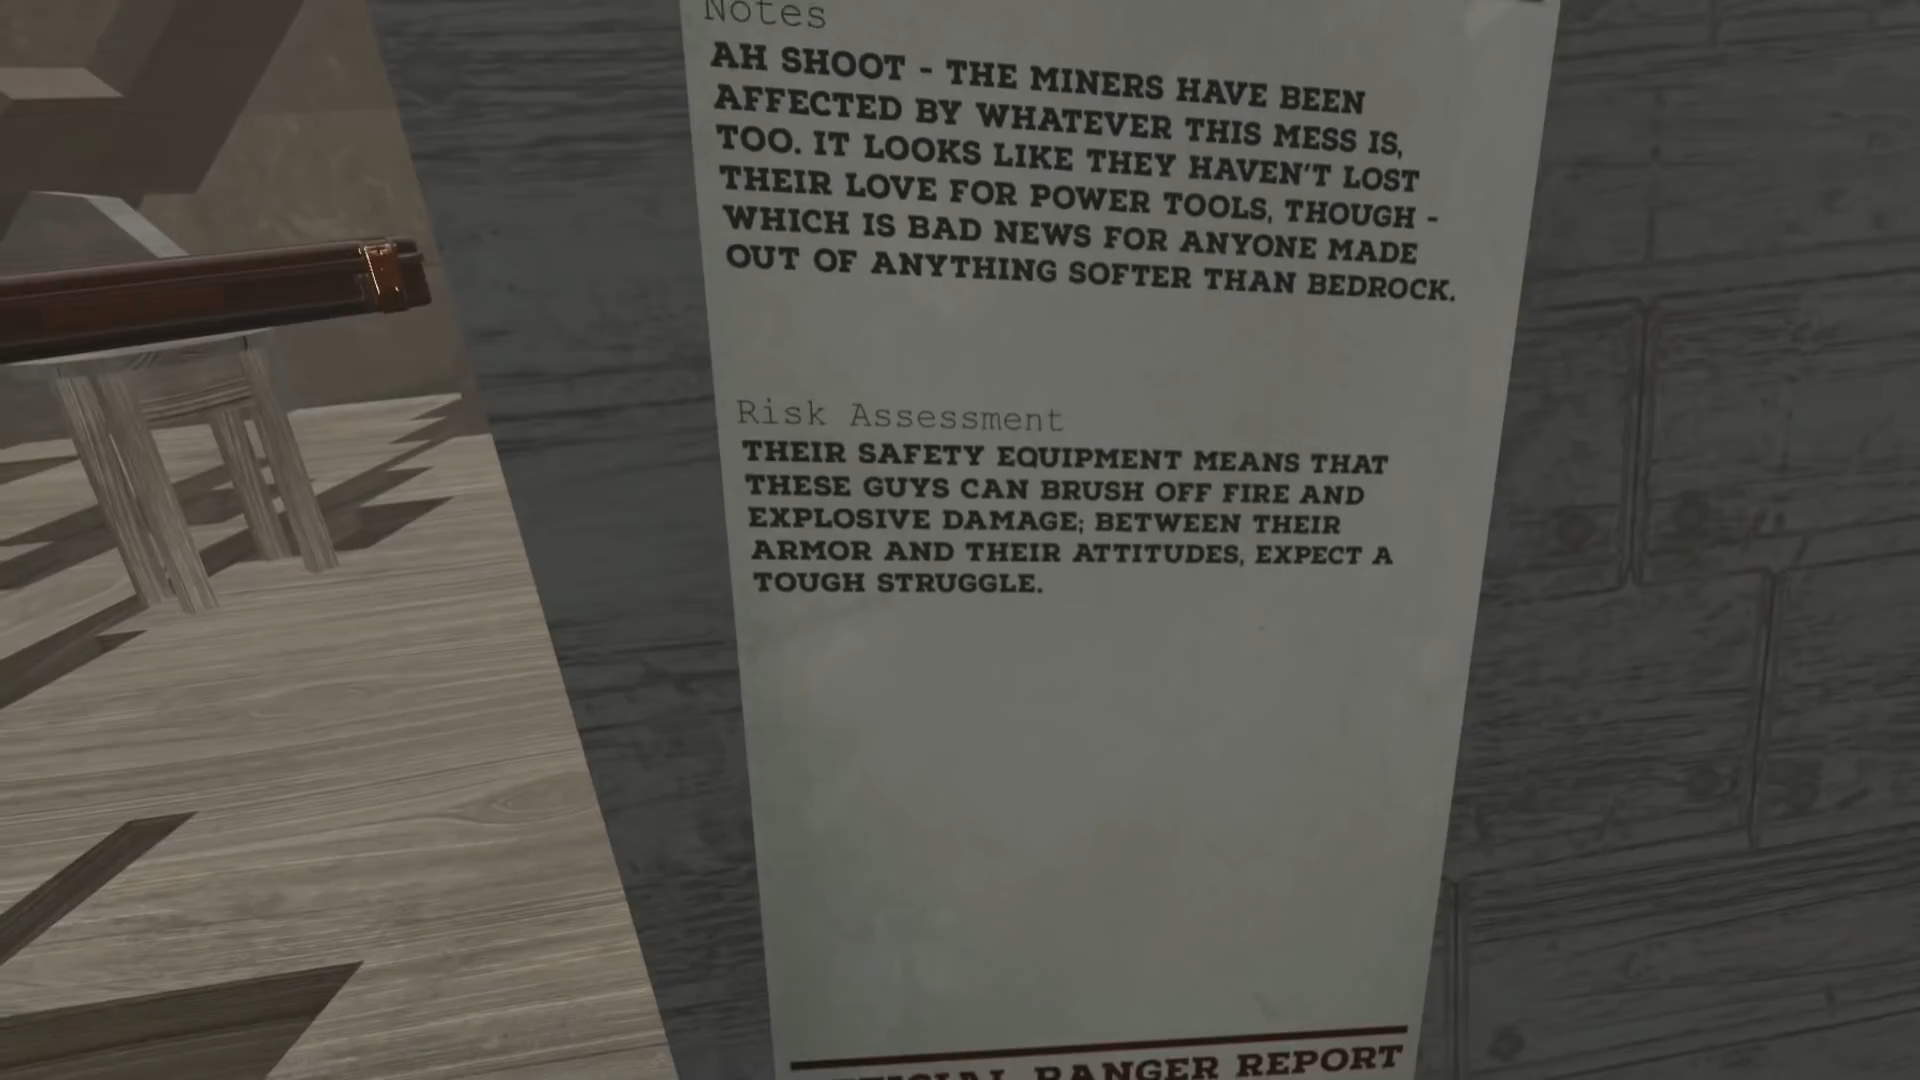 Notes
AH SHOOT - THE MINERS HAVE BEEN
AFFECTED BY WHATEVER THIS MESS IS,
TOO. IT LOOKS LIKE THEY HAVEN'T LOST
THEIR LOVE FOR POWER TOOLS, THOUGH -
WHICH IS BAD NEWS FOR ANYONE MADE
OUT OF ANYTHING SOFTER THAN BEDROCK.
Risk Assessment
THEIR SAFETY EQUIPMENT MEANS THAT
THESE GUYS CAN BRUSH OFF FIRE AND
EXPLOSIVE DAMAGE; BETWEEN THEIR
ARMOR AND THEIR ATTITUDES, EXPECT A
TOUGH STRUGGLE.
RANGER REPORT